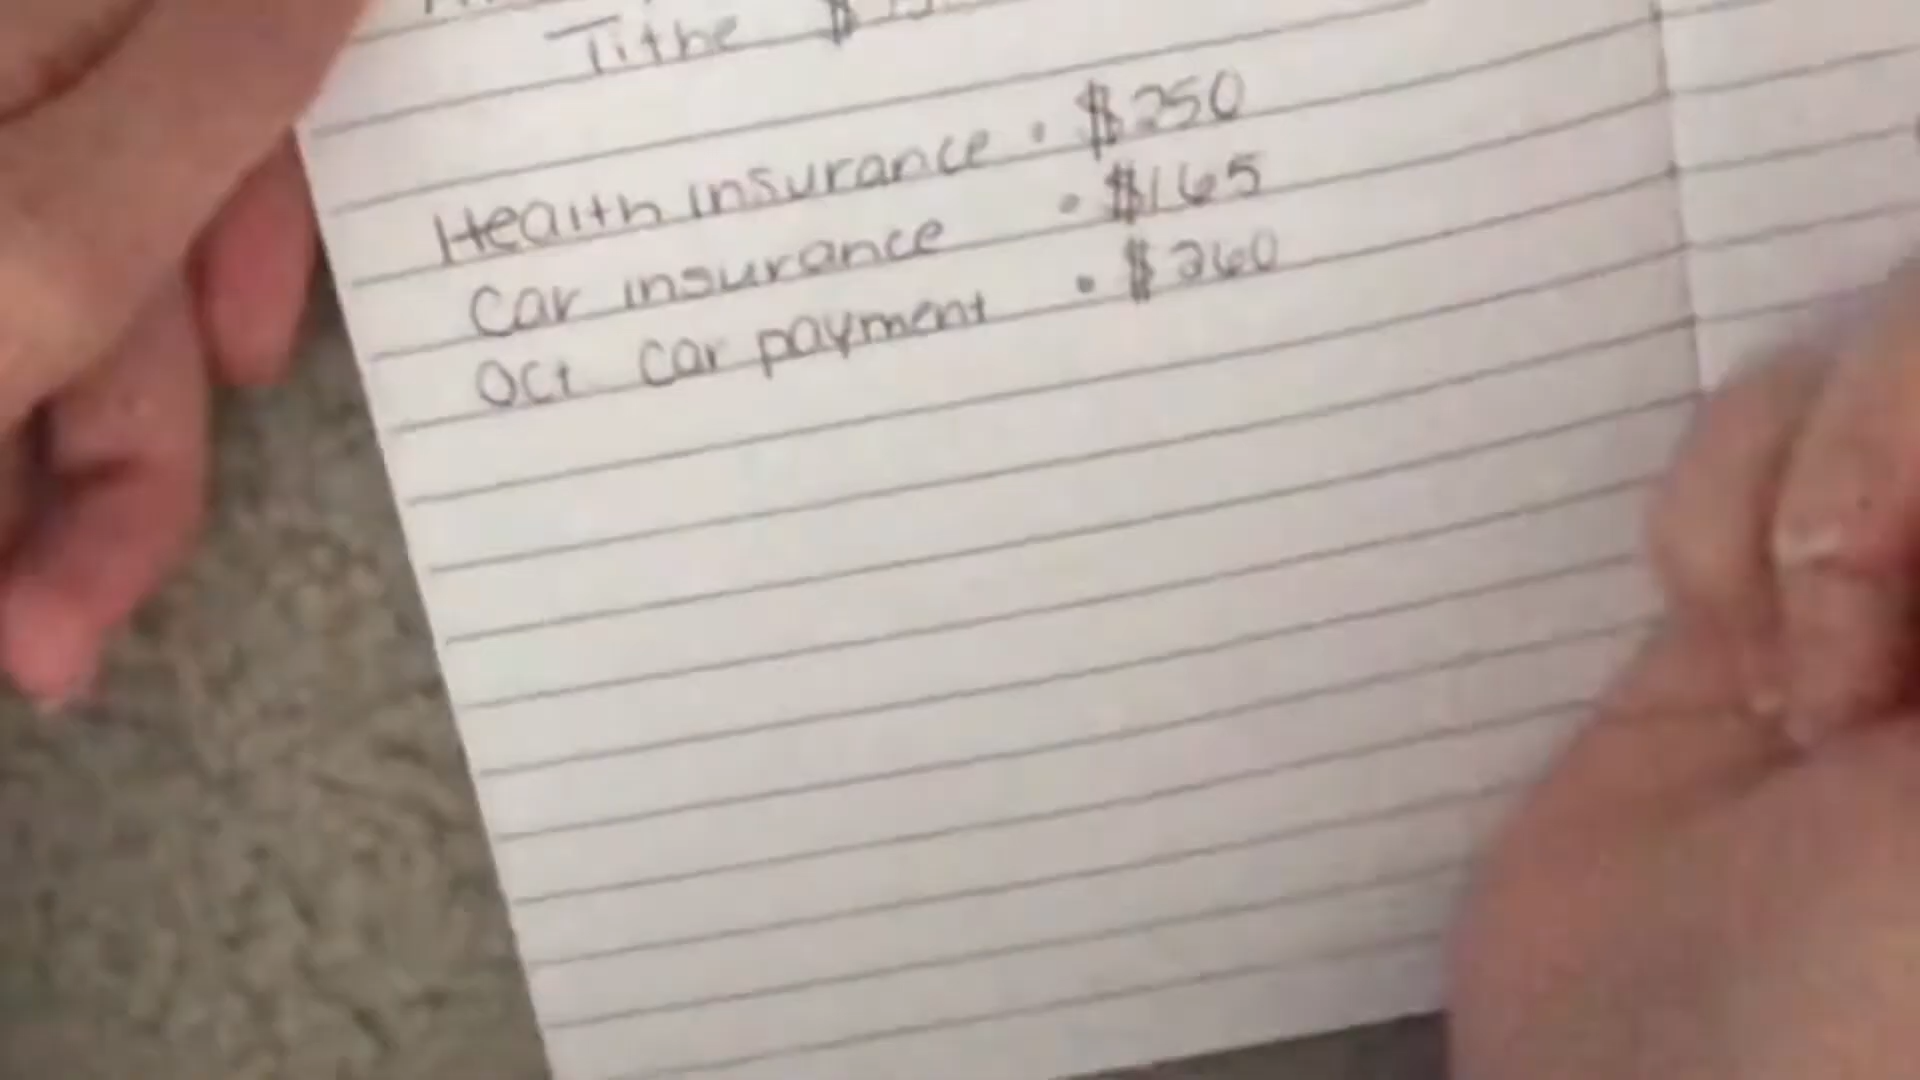 Tithe $
Health insurance • $250
Car insurance • $165
Oct car payment • $260